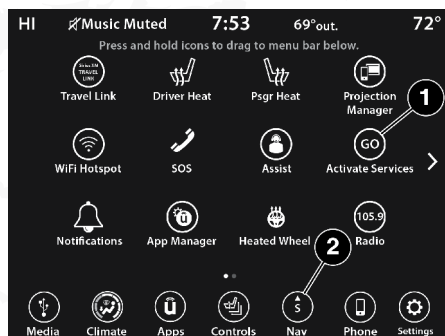 HI Music Muted 7:53 69°out. 72°
Press and hold icons to drag to menu bar below.
SiriusXM TRAVEL LINK
Travel Link Driver Heat Psgr Heat Projection Manager
1
GO
WiFi Hotspot SOS Assist Activate Services
ū 105.9
Notifications App Manager Heated Wheel Radio
2
ū S
Media Climate Apps Controls Nav Phone Settings